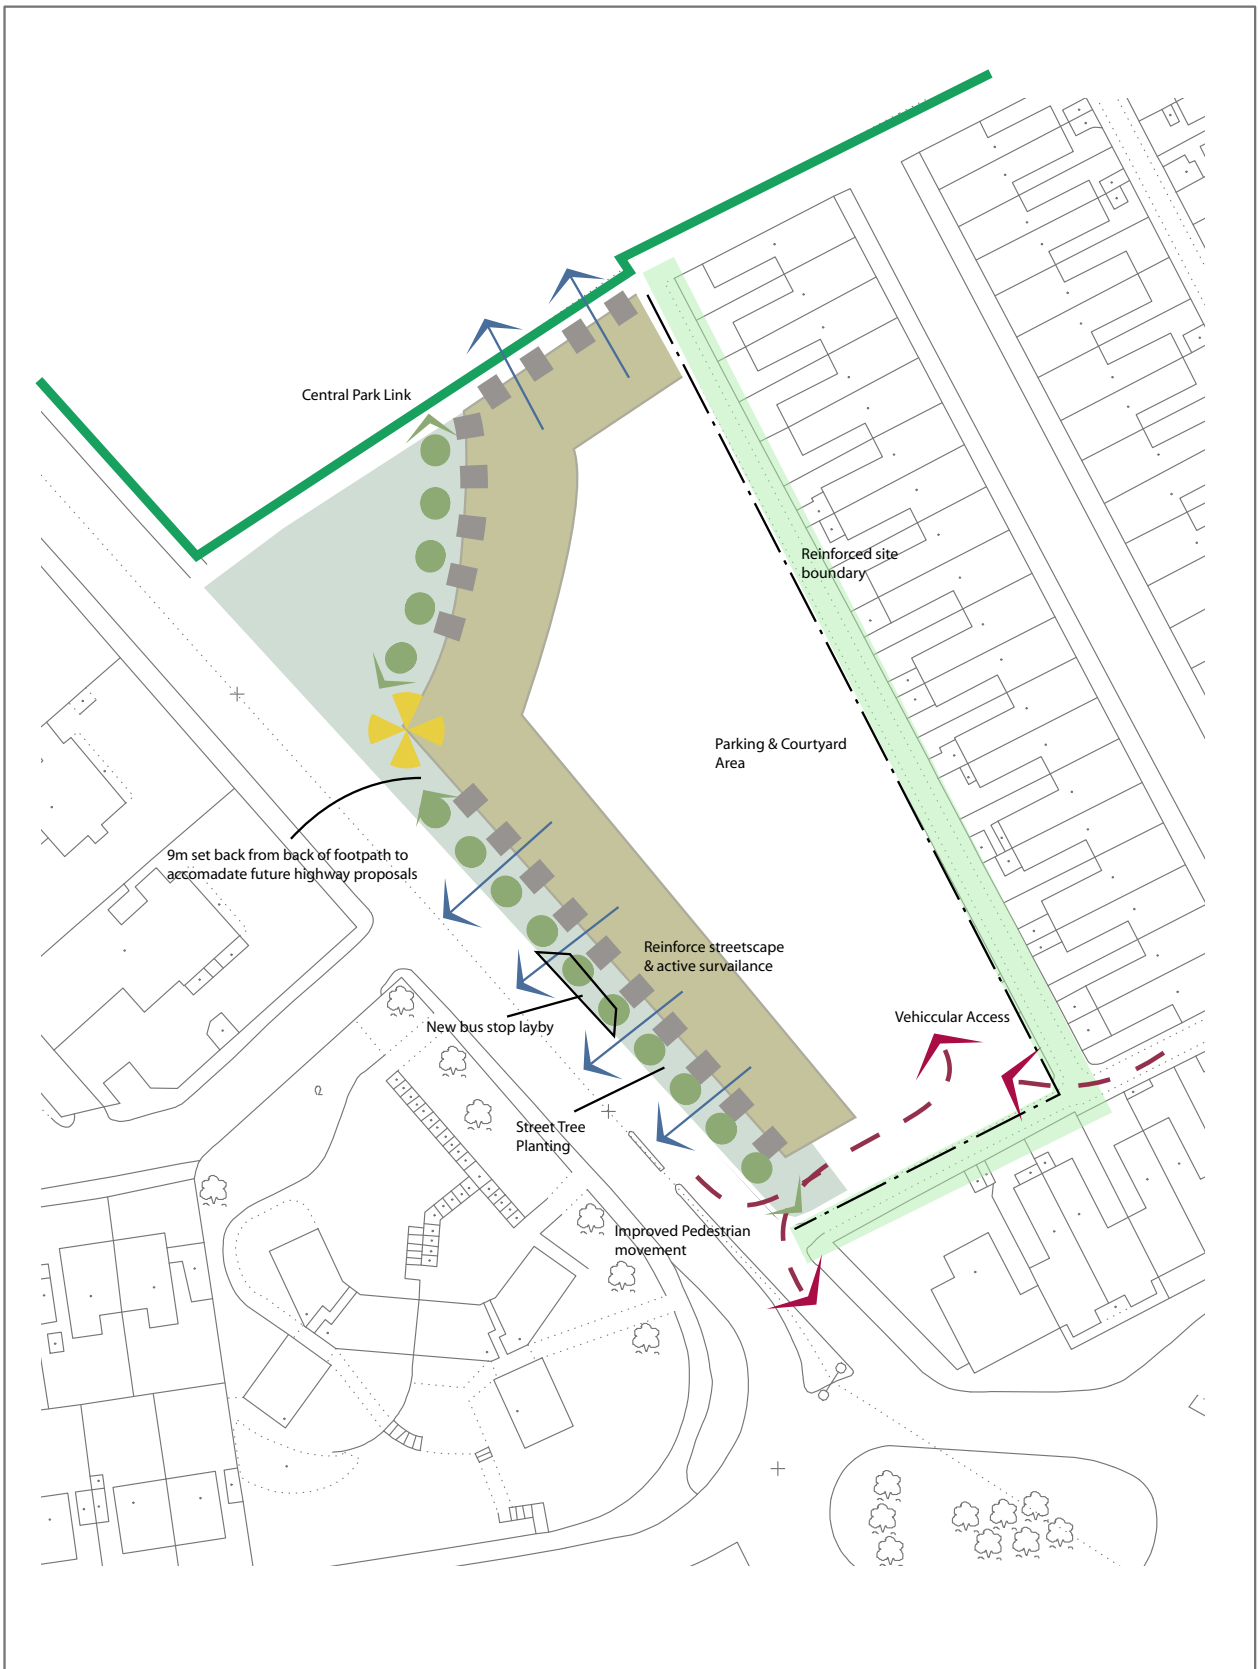 Central Park Link
Reinforced site
boundary
Parking & Courtyard
Area
9m set back from back of footpath to
accomadate future highway proposals
Reinforce streetscape
& active survailance
New bus stop layby
Vehiccular Access
Street Tree
Planting
Improved Pedestrian
movement